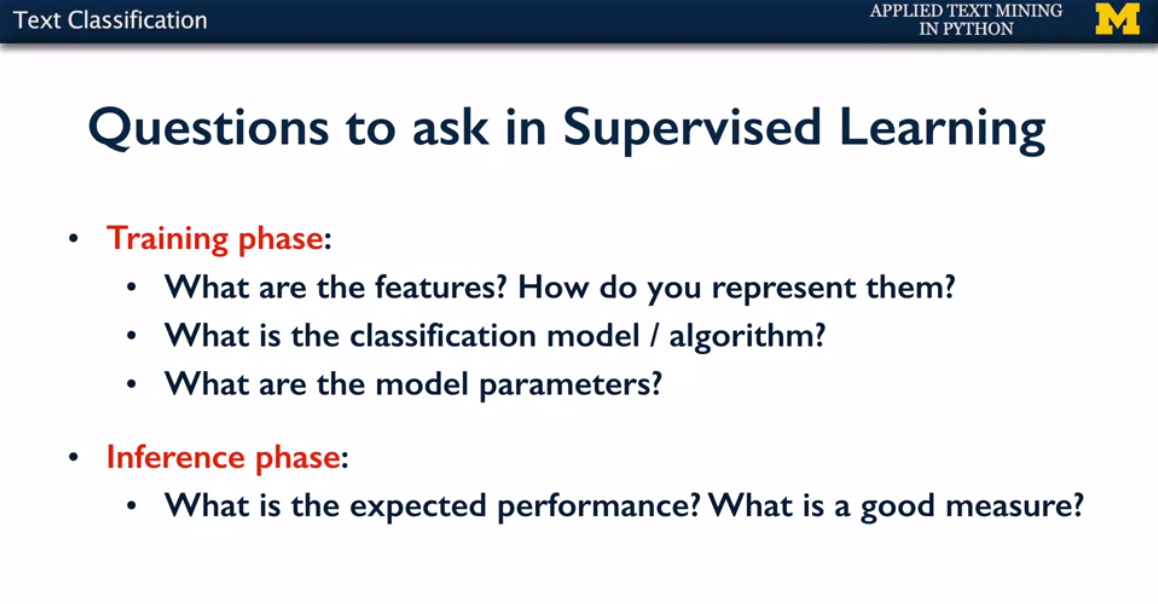 Text Classification
APPLIED TEXT MINING
IN PYTHON
M
Questions to ask in Supervised Learning
• Training phase:
• What are the features? How do you represent them?
• What is the classification model / algorithm?
• What are the model parameters?
• Inference phase:
• What is the expected performance? What is a good measure?